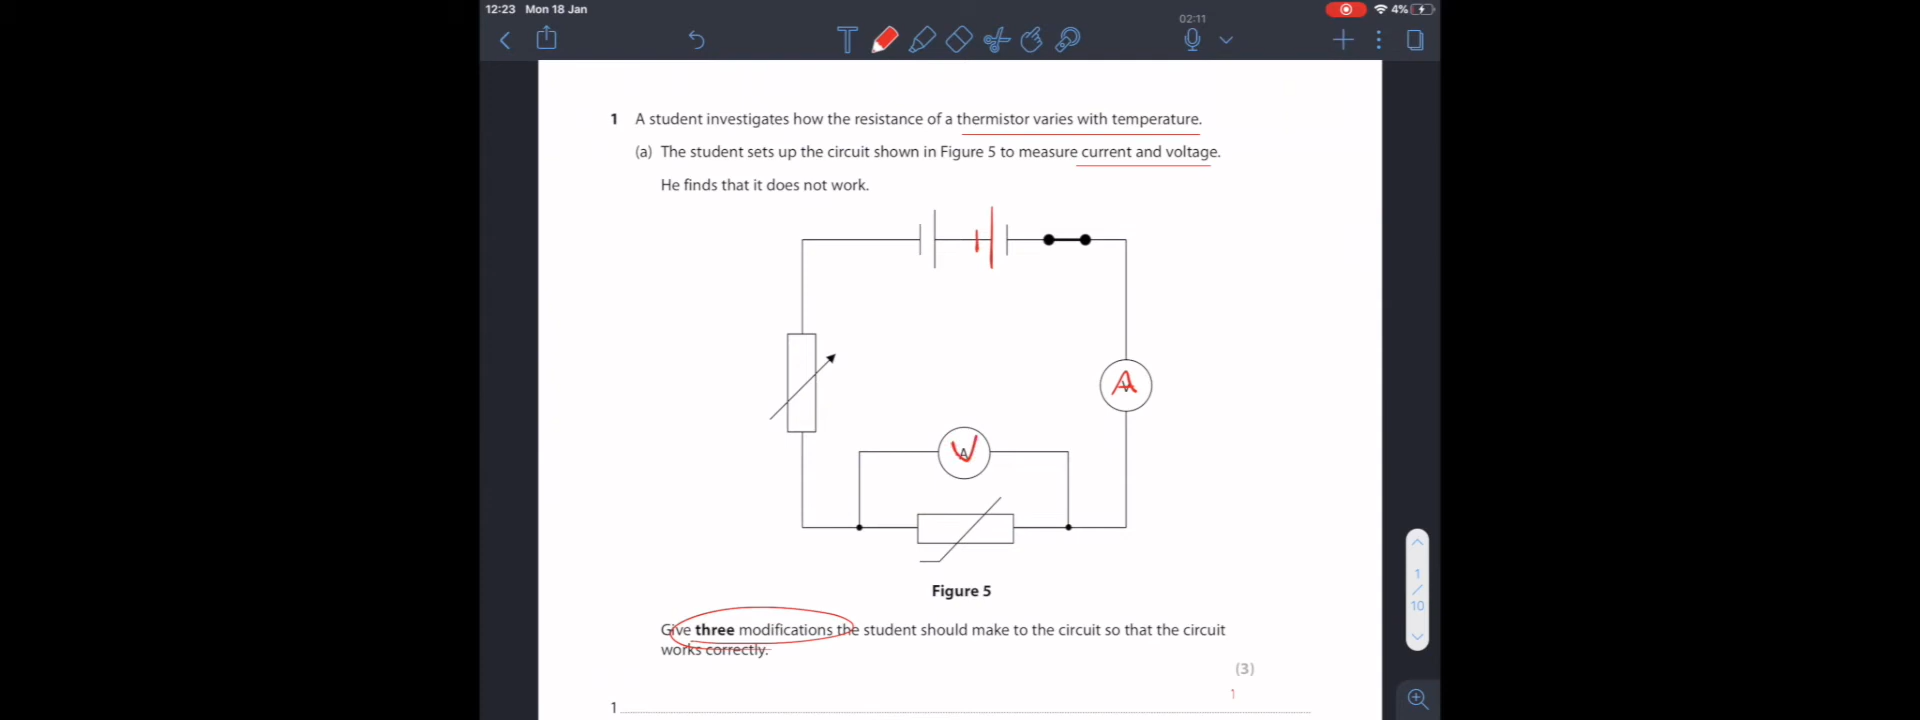 12:23 Mon 18 Jan
4%
02:11
T
1 A student investigates how the resistance of a thermistor varies with temperature.
(a) The student sets up the circuit shown in Figure 5 to measure current and voltage.
He finds that it does not work.
A
V
Figure 5
Give three modifications the student should make to the circuit so that the circuit
works correctly.
(3)
1
1
1
/
10